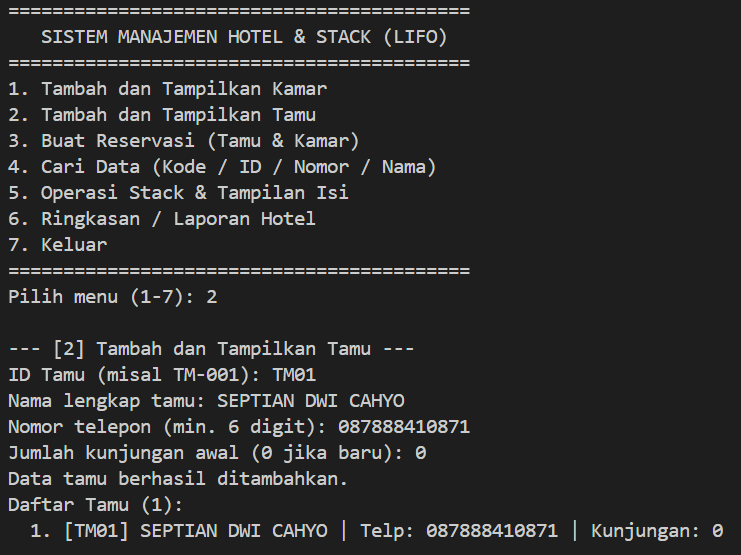 ==========================================
SISTEM MANAJEMEN HOTEL & STACK (LIFO)
==========================================
1. Tambah dan Tampilkan Kamar
2. Tambah dan Tampilkan Tamu
3. Buat Reservasi (Tamu & Kamar)
4. Cari Data (Kode / ID / Nomor / Nama)
5. Operasi Stack & Tampilan Isi
6. Ringkasan / Laporan Hotel
7. Keluar
==========================================
Pilih menu (1-7): 2
--- [2] Tambah dan Tampilkan Tamu ---
ID Tamu (misal TM-001): TM01
Nama lengkap tamu: SEPTIAN DWI CAHYO
Nomor telepon (min. 6 digit): 087888410871
Jumlah kunjungan awal (0 jika baru): 0
Data tamu berhasil ditambahkan.
Daftar Tamu (1):
1. [TM01] SEPTIAN DWI CAHYO | Telp: 087888410871 | Kunjungan: 0